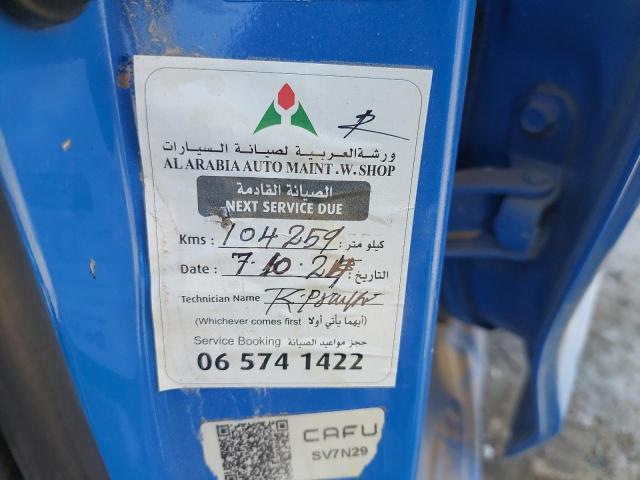 ورشة العربية لصيانة السيارات
AL ARABIA AUTO MAINT.W.SHOP
الصيانة القادمة
NEXT SERVICE DUE
Kms : 104259 كيلو متر:
Date : 7.10.24 التاريخ:
Technician Name
(Whichever comes first أيهما يأتي أولا)
Service Booking حجز مواعيد الصيانة
06 574 1422
CAFU
SV7N29